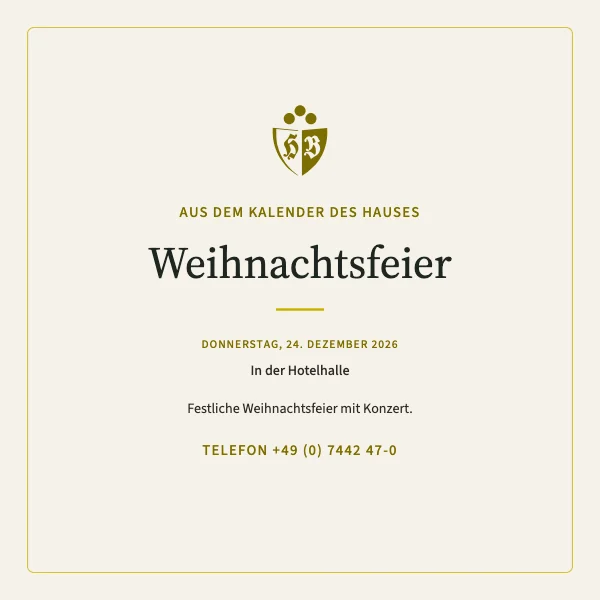 HB
AUS DEM KALENDER DES HAUSES
Weihnachtsfeier
DONNERSTAG, 24. DEZEMBER 2026
In der Hotelhalle
Festliche Weihnachtsfeier mit Konzert.
TELEFON +49 (0) 7442 47-0